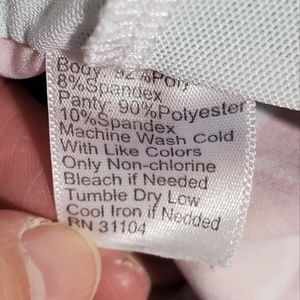 Body: 92%Poly
8%Spandex
Panty: 90%Polyester
10%Spandex
Machine Wash Cold
With Like Colors
Only Non-chlorine
Bleach if Needed
Tumble Dry Low
Cool Iron if Nedded
RN 31104